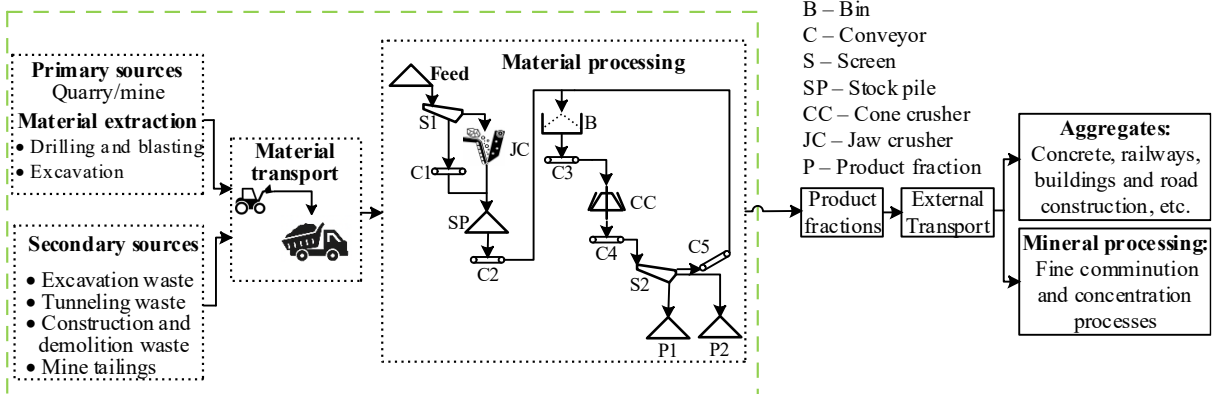 Primary sources
Quarry/mine
Material extraction
• Drilling and blasting
• Excavation
Secondary sources
• Excavation waste
• Tunneling waste
• Construction and
demolition waste
• Mine tailings
Material
transport
Material processing
Feed
S1
JC
C1
SP
C2
B
C3
CC
C4
C5
S2
P1
P2
B – Bin
C – Conveyor
S – Screen
SP – Stock pile
CC – Cone crusher
JC – Jaw crusher
P – Product fraction
Product
fractions
External
Transport
Aggregates:
Concrete, railways,
buildings and road
construction, etc.
Mineral processing:
Fine comminution
and concentration
processes